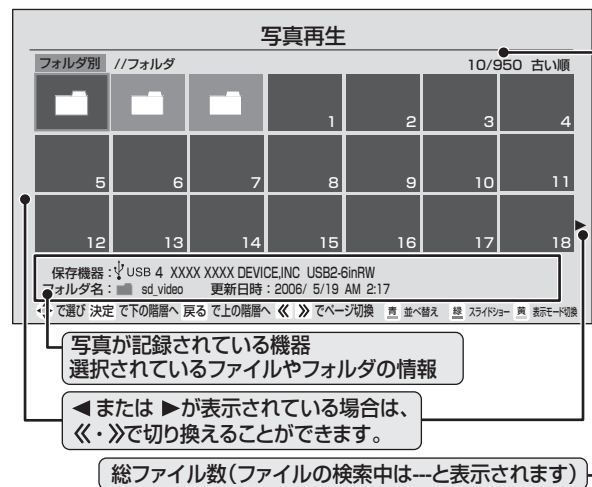 写真再生
フォルダ別 //フォルダ 10/950 古い順
1 2 3 4
5 6 7 8 9 10 11
12 13 14 15 16 17 18
保存機器：USB 4 XXXX XXXX DEVICE,INC USB2-6inRW
フォルダ名： sd_video 更新日時：2006/ 5/19 AM 2:17
で選び 決定 で下の階層へ 戻る で上の階層へ 《 》 でページ切換 青 並べ替え 緑 スライドショー 黄 表示モード切換
写真が記録されている機器
選択されているファイルやフォルダの情報
◀ または ▶が表示されている場合は、
《・》で切り換えることができます。
総ファイル数（ファイルの検索中は---と表示されます）